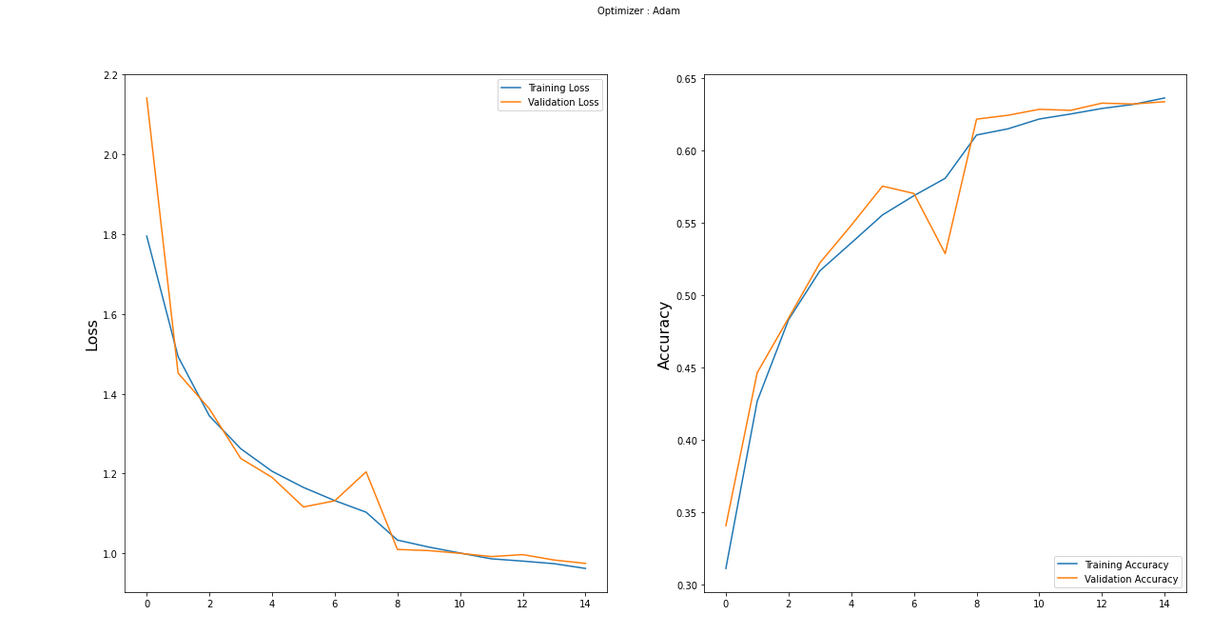 Optimizer : Adam
Loss
2.2
2.0
1.8
1.6
1.4
1.2
1.0
0 2 4 6 8 10 12 14
Training Loss
Validation Loss
Accuracy
0.65
0.60
0.55
0.50
0.45
0.40
0.35
0.30
0 2 4 6 8 10 12 14
Training Accuracy
Validation Accuracy